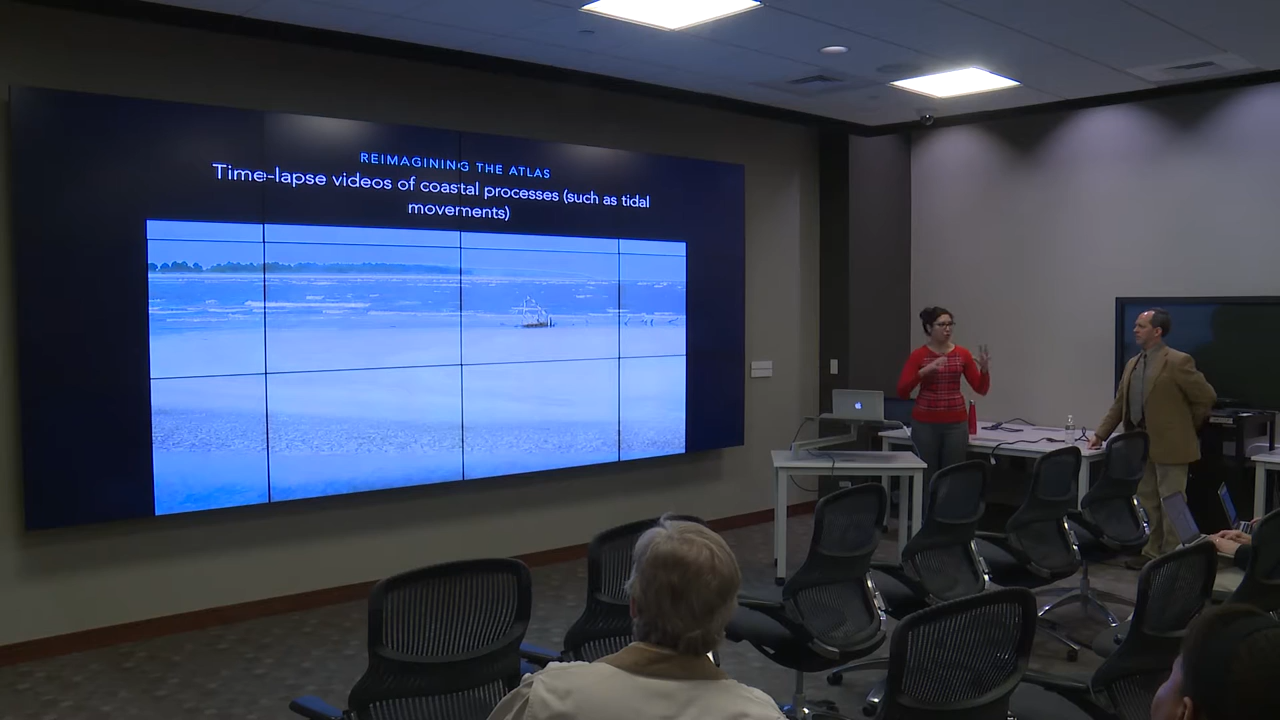 REIMAGINING THE ATLAS
Time-lapse videos of coastal processes (such as tidal
movements)